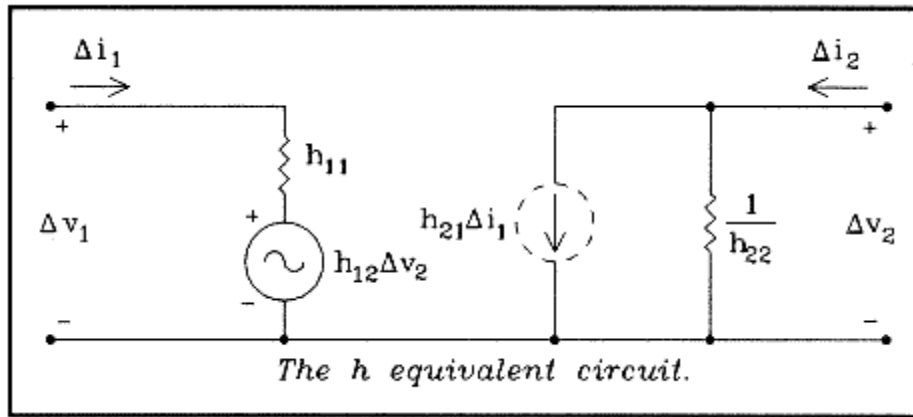 Δi₁
Δi₂
+
+
h₁₁
Δv₁
+
h₁₂Δv₂
−
h₂₁Δi₁
1
h₂₂
Δv₂
−
−
The h equivalent circuit.